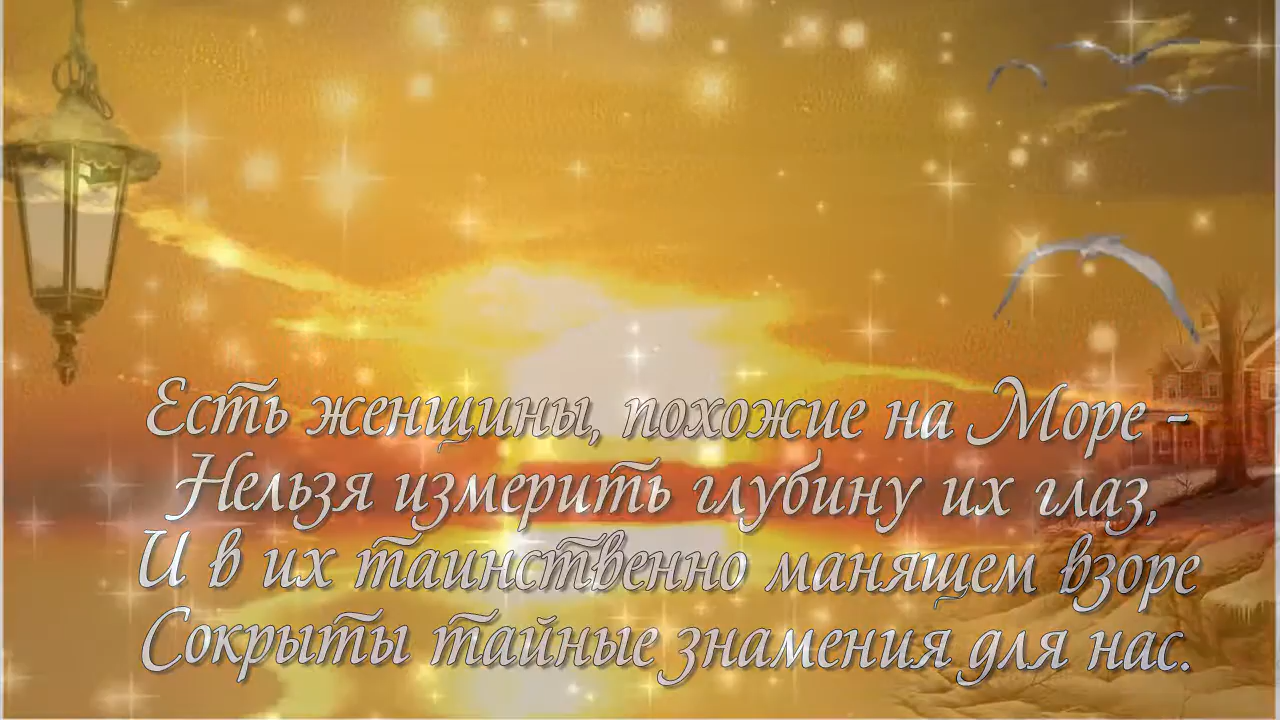 Есть женщины, похожие на Море -
Нельзя измерить глубину их глаз,
И в их таинственно манящем взоре
Сокрыты тайные знамения для нас.